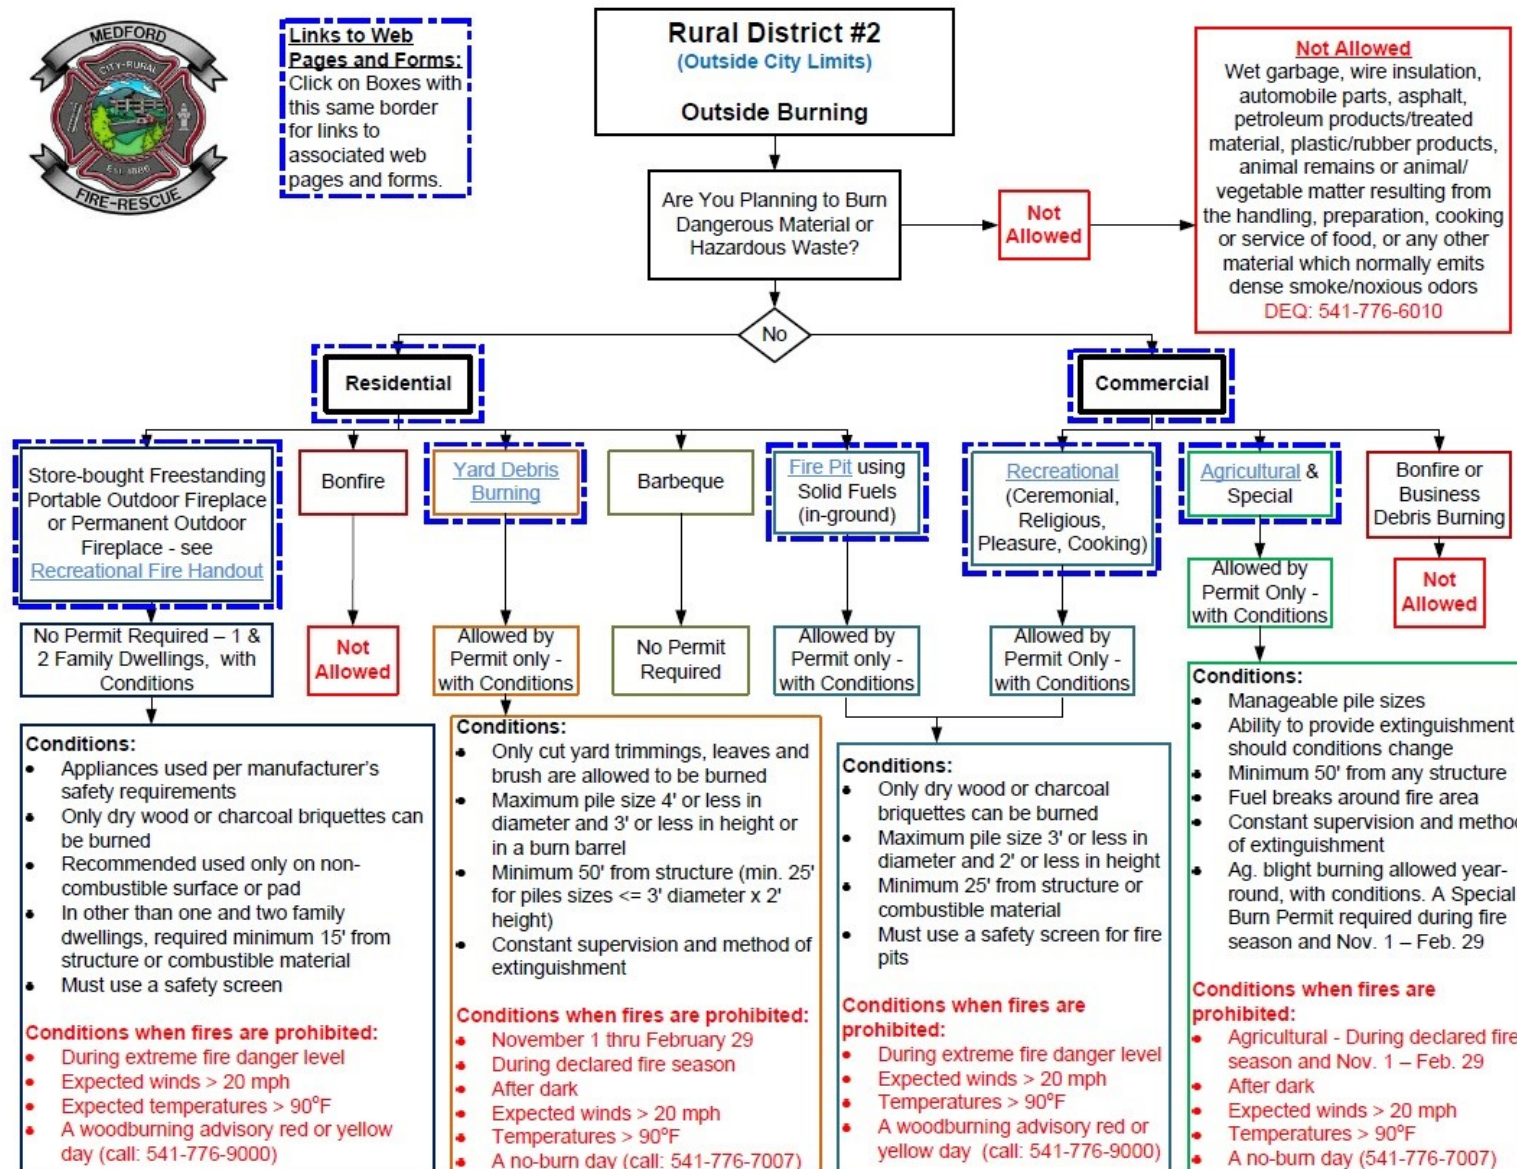 MEDFORD
CITY-RURAL
EST. 1886
FIRE-RESCUE
Links to Web
Pages and Forms:
Click on Boxes with
this same border
for links to
associated web
pages and forms.
Rural District #2
(Outside City Limits)
Outside Burning
Are You Planning to Burn
Dangerous Material or
Hazardous Waste?
Not
Allowed
Not Allowed
Wet garbage, wire insulation,
automobile parts, asphalt,
petroleum products/treated
material, plastic/rubber products,
animal remains or animal/
vegetable matter resulting from
the handling, preparation, cooking
or service of food, or any other
material which normally emits
dense smoke/noxious odors
DEQ: 541-776-6010
No
Residential
Commercial
Store-bought Freestanding
Portable Outdoor Fireplace
or Permanent Outdoor
Fireplace - see
Recreational Fire Handout
Bonfire
Yard Debris
Burning
Barbeque
Fire Pit using
Solid Fuels
(in-ground)
Recreational
(Ceremonial,
Religious,
Pleasure, Cooking)
Agricultural &
Special
Bonfire or
Business
Debris Burning
No Permit Required – 1 &
2 Family Dwellings, with
Conditions
Not
Allowed
Allowed by
Permit only -
with Conditions
No Permit
Required
Allowed by
Permit only -
with Conditions
Allowed by
Permit Only -
with Conditions
Allowed by
Permit Only -
with Conditions
Not
Allowed
Conditions:
• Appliances used per manufacturer's
safety requirements
• Only dry wood or charcoal briquettes can
be burned
• Recommended used only on non-
combustible surface or pad
• In other than one and two family
dwellings, required minimum 15' from
structure or combustible material
• Must use a safety screen
Conditions when fires are prohibited:
• During extreme fire danger level
• Expected winds > 20 mph
• Expected temperatures > 90°F
• A woodburning advisory red or yellow
day (call: 541-776-9000)
Conditions:
• Only cut yard trimmings, leaves and
brush are allowed to be burned
• Maximum pile size 4' or less in
diameter and 3' or less in height or
in a burn barrel
• Minimum 50' from structure (min. 25'
for piles sizes <= 3' diameter x 2'
height)
• Constant supervision and method of
extinguishment
Conditions when fires are prohibited:
• November 1 thru February 29
• During declared fire season
• After dark
• Expected winds > 20 mph
• Temperatures > 90°F
• A no-burn day (call: 541-776-7007)
Conditions:
• Only dry wood or charcoal
briquettes can be burned
• Maximum pile size 3' or less in
diameter and 2' or less in height
• Minimum 25' from structure or
combustible material
• Must use a safety screen for fire
pits
Conditions when fires are
prohibited:
• During extreme fire danger level
• Expected winds > 20 mph
• Temperatures > 90°F
• A woodburning advisory red or
yellow day (call: 541-776-9000)
Conditions:
• Manageable pile sizes
• Ability to provide extinguishment
should conditions change
• Minimum 50' from any structure
• Fuel breaks around fire area
• Constant supervision and metho
of extinguishment
• Ag. blight burning allowed year-
round, with conditions. A Special
Burn Permit required during fire
season and Nov. 1 – Feb. 29
Conditions when fires are
prohibited:
• Agricultural - During declared fire
season and Nov. 1 – Feb. 29
• After dark
• Expected winds > 20 mph
• Temperatures > 90°F
• A no-burn day (541-776-7007)